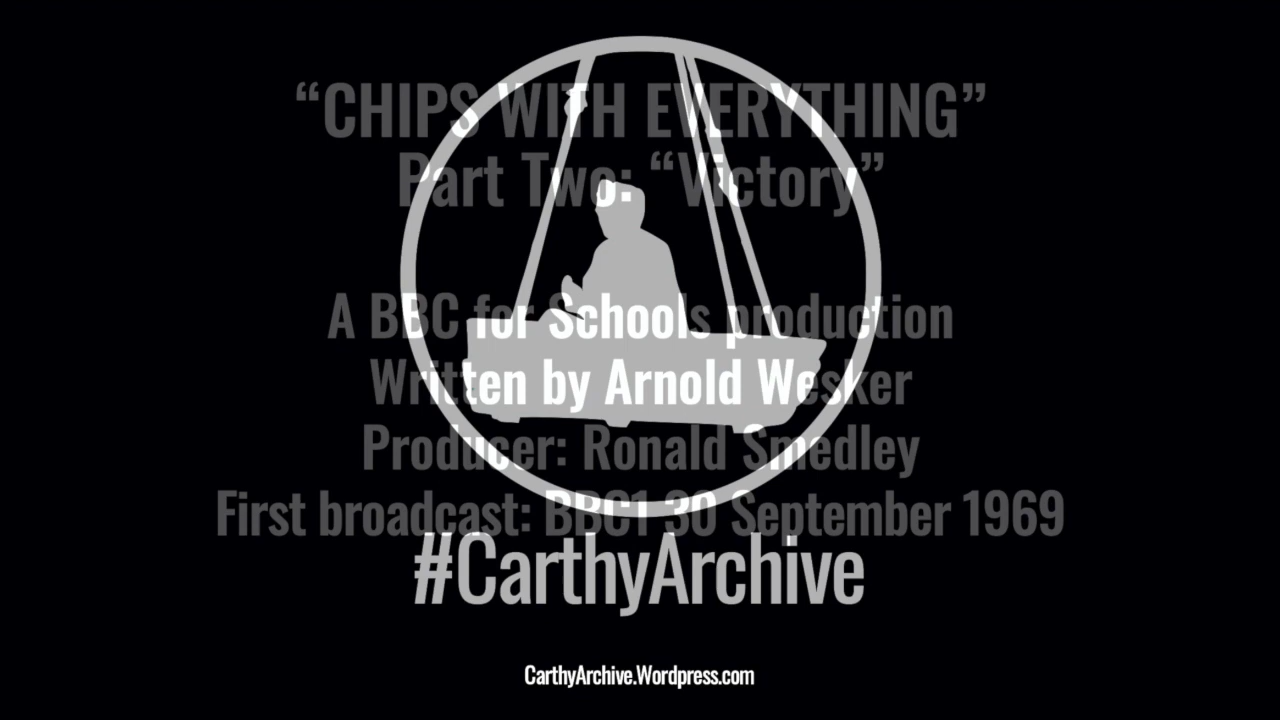 “CHIPS WITH EVERYTHING”
Part Two: “Victory”
A BBC for Schools production
Written by Arnold Wesker
Producer: Ronald Smedley
First broadcast: BBC1 30 September 1969
#CarthyArchive
CarthyArchive.Wordpress.com